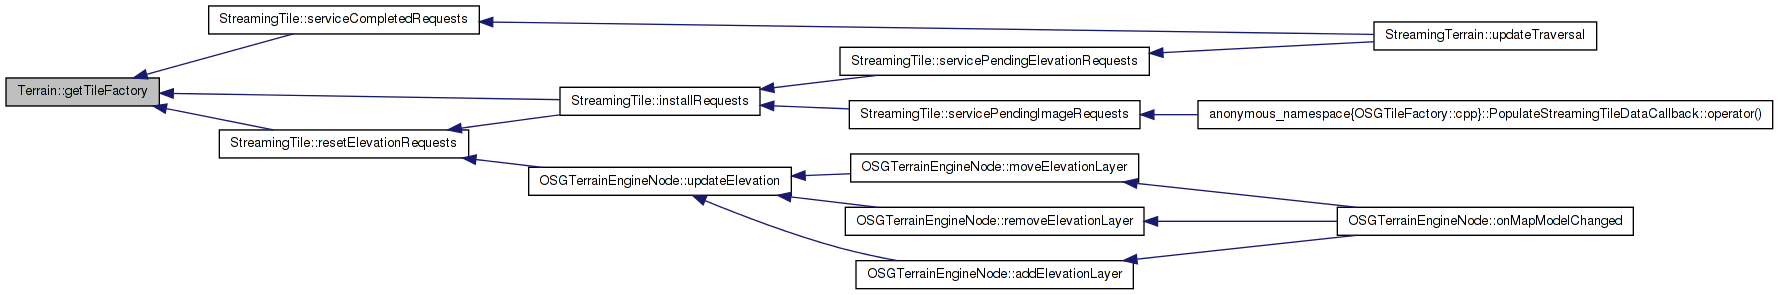 StreamingTile::serviceCompletedRequests
StreamingTerrain::updateTraversal
StreamingTile::servicePendingElevationRequests
Terrain::getTileFactory
StreamingTile::installRequests
StreamingTile::servicePendingImageRequests
anonymous_namespace{OSGTileFactory::cpp}::PopulateStreamingTileDataCallback::operator()
StreamingTile::resetElevationRequests
OSGTerrainEngineNode::moveElevationLayer
OSGTerrainEngineNode::updateElevation
OSGTerrainEngineNode::removeElevationLayer
OSGTerrainEngineNode::onMapModelChanged
OSGTerrainEngineNode::addElevationLayer